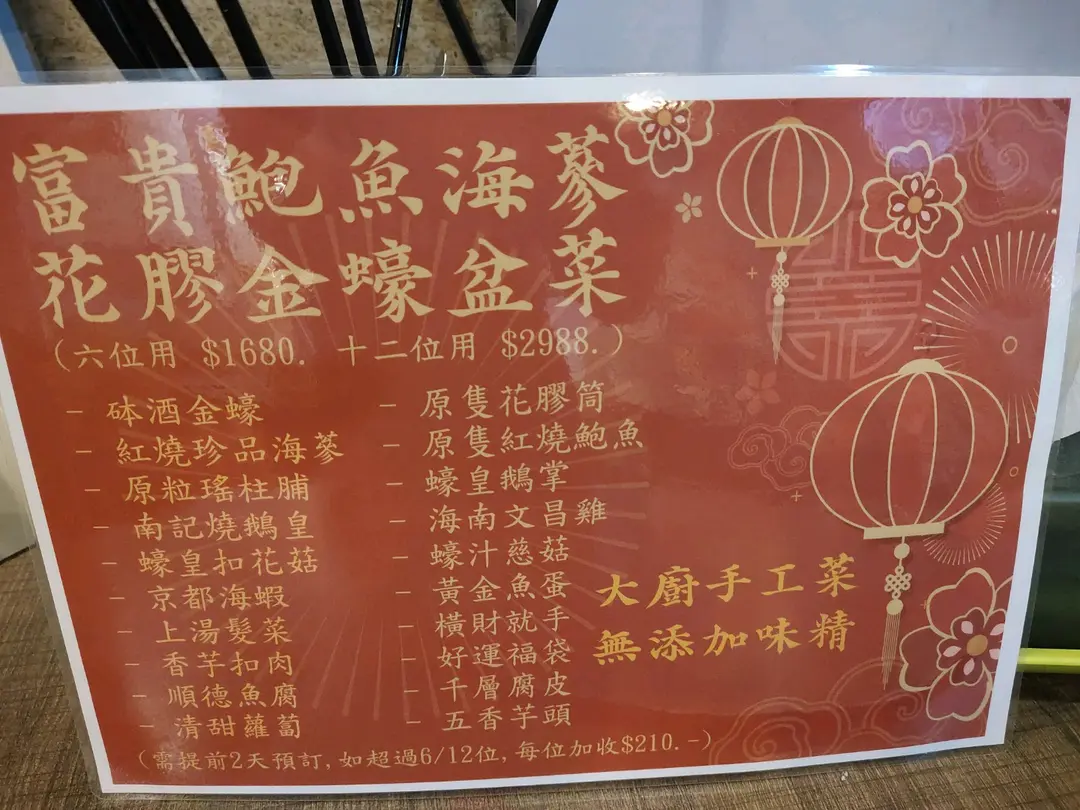 富貴鮑魚海蔘
花膠金蠔盆菜
(六位用 $1680. 十二位用 $2988.)
- 砵酒金蠔
- 紅燒珍品海蔘
- 原粒瑤柱脯
- 南記燒鵝皇
- 蠔皇扣花菇
- 京都海蝦
- 上湯髮菜
- 香芋扣肉
- 順德魚腐
- 清甜蘿蔔
- 原隻花膠筒
- 原隻紅燒鮑魚
- 蠔皇鵝掌
- 海南文昌雞
- 蠔汁慈菇
- 黃金魚蛋
- 橫財就手
- 好運福袋
- 千層腐皮
- 五香芋頭
大廚手工菜
無添加味精
(需提前2天預訂, 如超過6/12位, 每位加收$210.-)